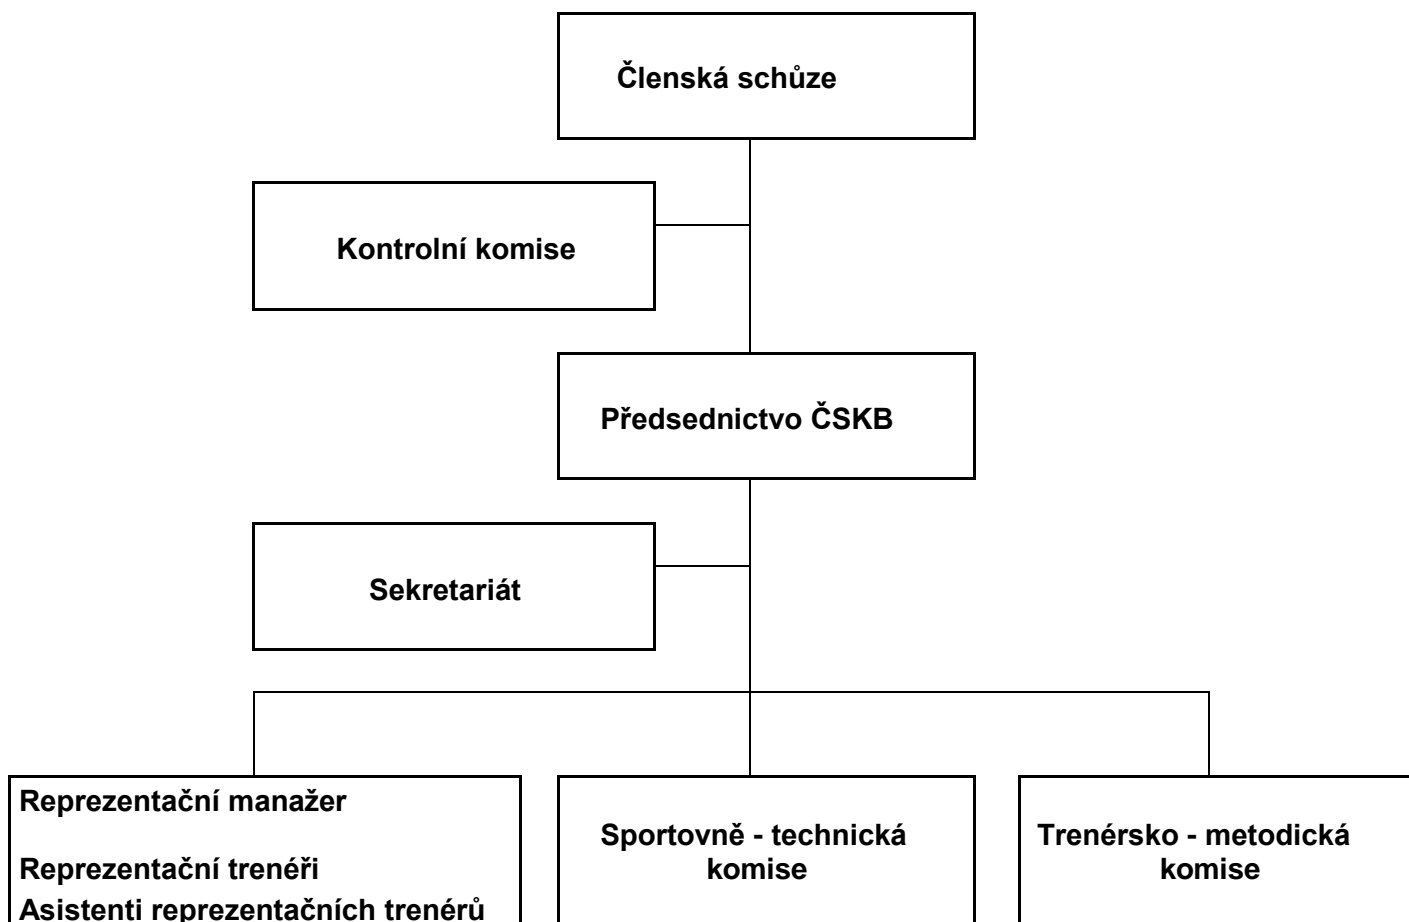 Členská schůze
Kontrolní komise
Předsednictvo ČSKB
Sekretariát
Reprezentační manažer
Reprezentační trenéři
Asistenti reprezentačních trenérů
Sportovně - technická
komise
Trenérsko - metodická
komise